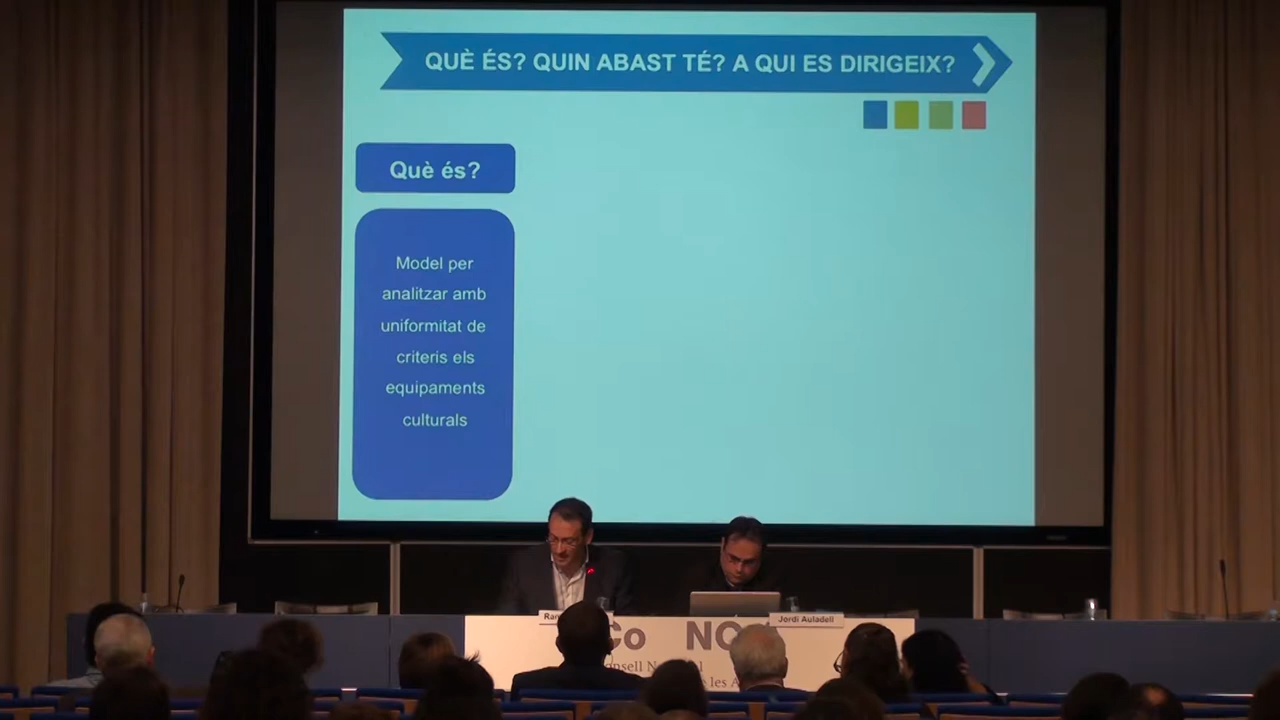 QUÈ ÉS? QUIN ABAST TÉ? A QUI ES DIRIGEIX?
Què és?
Model per
analitzar amb
uniformitat de
criteris els
equipaments
culturals
Jordi Auladell